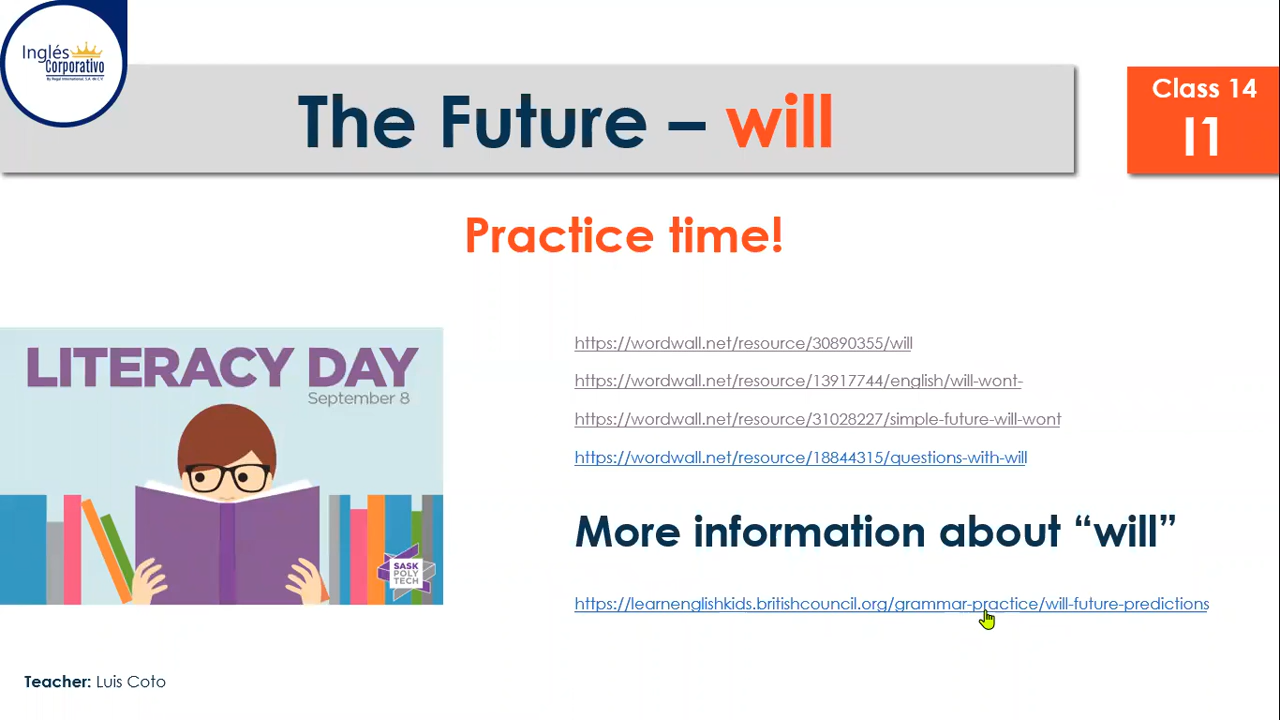 Inglés
Corporativo
By Regal International, S.A. de C.V.
The Future – will
Class 14
I1
Practice time!
LITERACY DAY
September 8
SASK
POLY
TECH
https://wordwall.net/resource/30890355/will
https://wordwall.net/resource/13917744/english/will-wont-
https://wordwall.net/resource/31028227/simple-future-will-wont
https://wordwall.net/resource/18844315/questions-with-will
More information about “will”
https://learnenglishkids.britishcouncil.org/grammar-practice/will-future-predictions
Teacher: Luis Coto